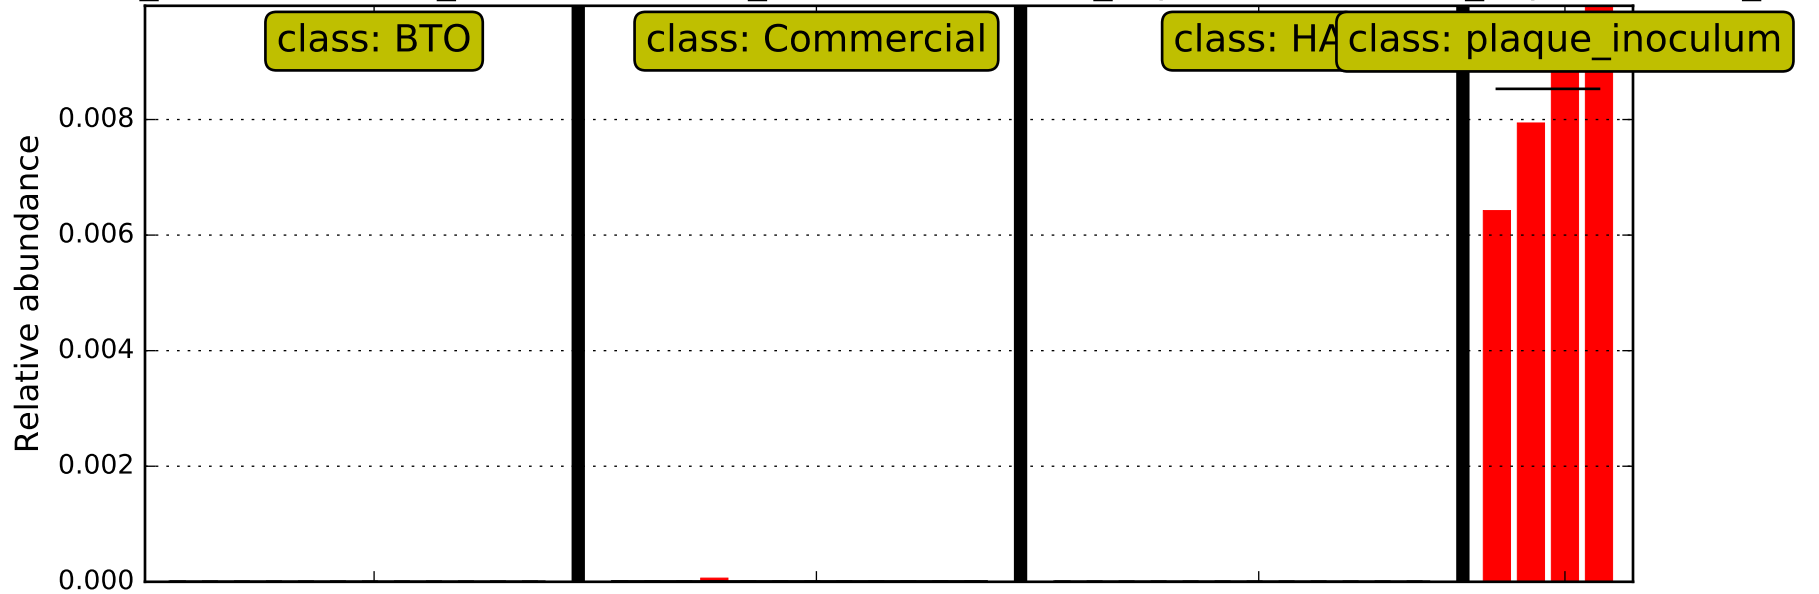 class: BTO
class: Commercial
class: HA
class: plaque_inoculum
Relative abundance
0.008
0.006
0.004
0.002
0.000